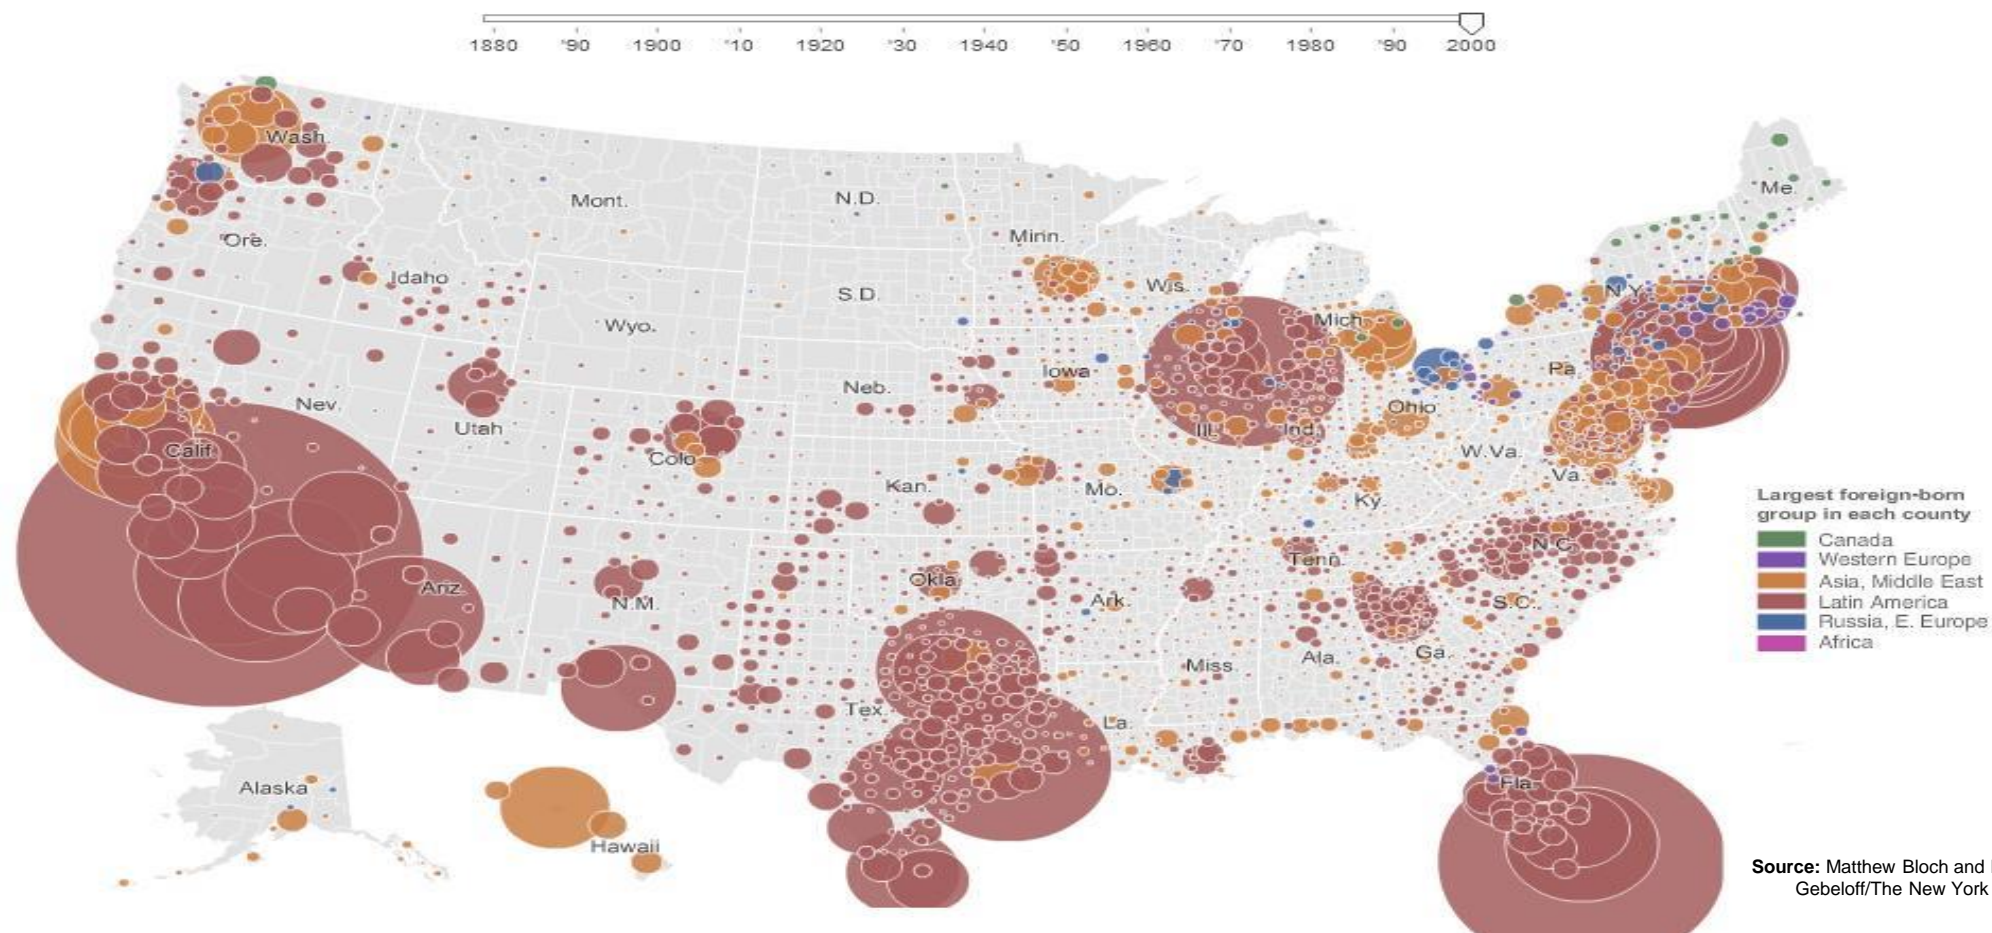 1880 '90 1900 '10 1920 '30 1940 '50 1960 '70 1980 '90 2000
Wash.
Me.
Mont.
N.D.
Ore.
Minn.
Idaho
Wis.
N.Y.
S.D.
Wyo.
Mich.
Iowa
Pa.
Neb.
Nev.
Ohio
Utah
Ill.
Ind.
Calif.
Colo.
W.Va.
Va.
Kan.
Mo.
Ky.
Largest foreign-born
group in each county
Canada
Western Europe
Asia, Middle East
Latin America
Russia, E. Europe
Africa
N.C.
Tenn.
Okla.
Ariz.
N.M.
Ark.
S.C.
Miss.
Ala.
Ga.
Tex.
La.
Alaska
Fla.
Hawaii
Source: Matthew Bloch and
Gebeloff/The New York